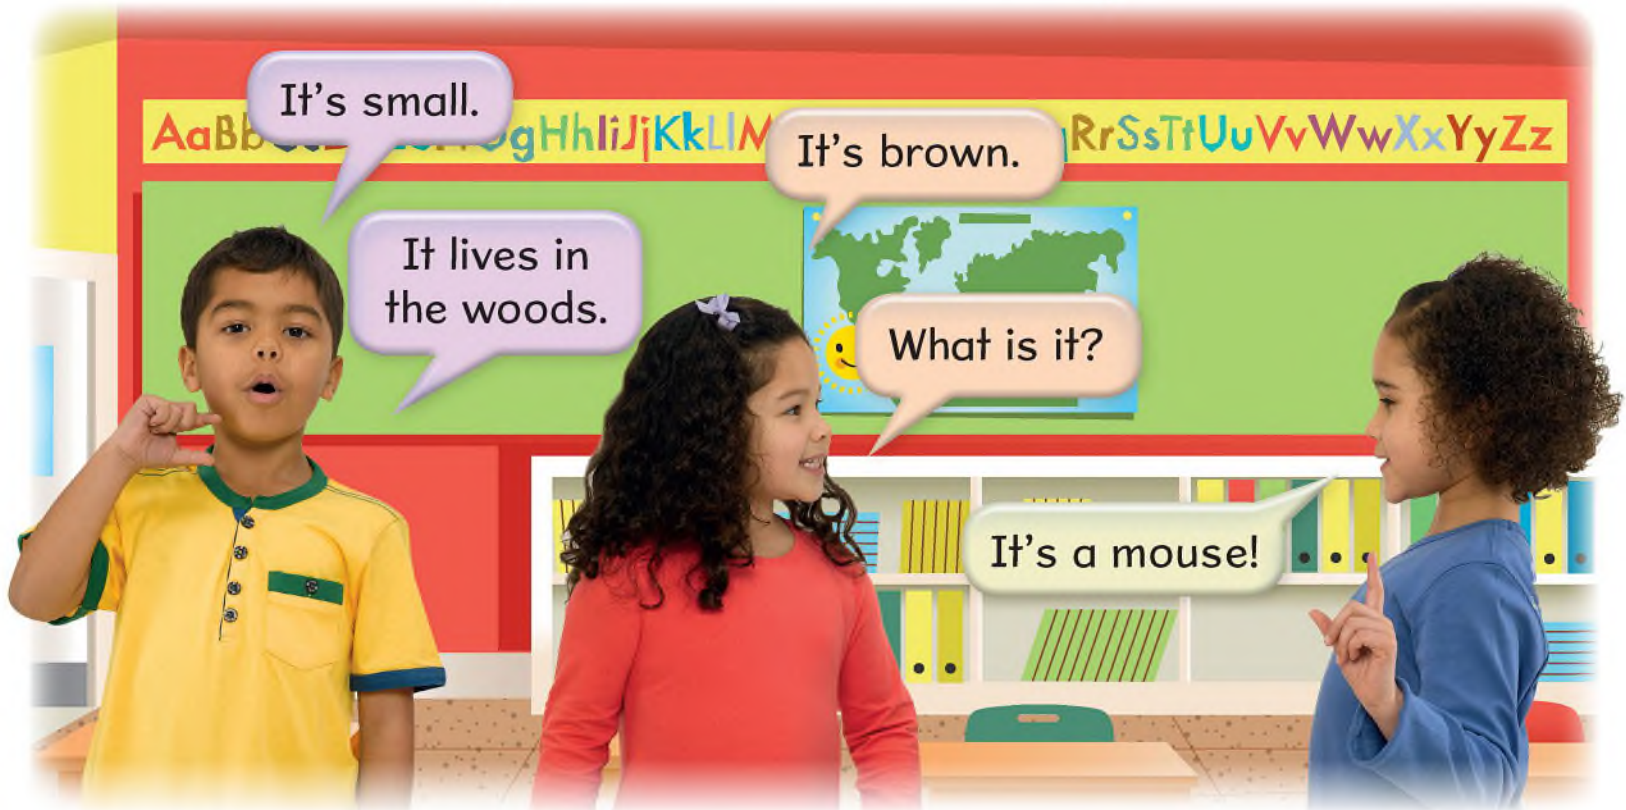 It's small.
AaBb
gHhIiJjKkLlM
RrSsTtUuVvWwXxYyZz
It's brown.
It lives in
the woods.
What is it?
It's a mouse!